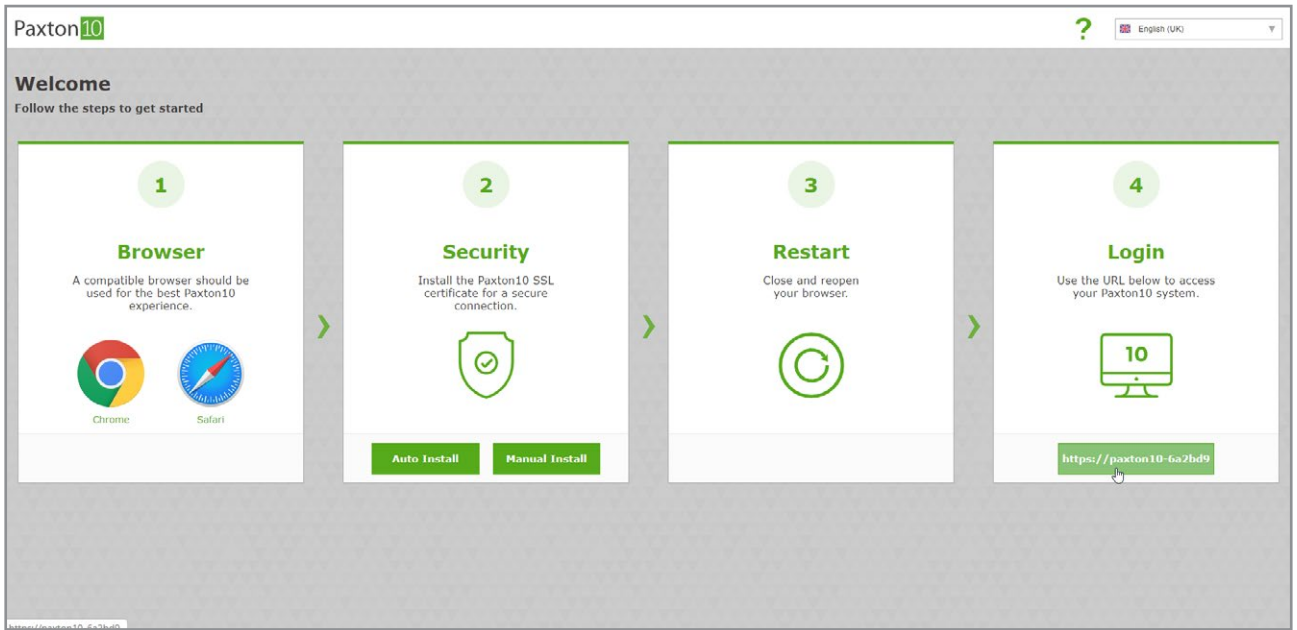 Paxton10
?
English (UK)
Welcome
Follow the steps to get started
1
Browser
A compatible browser should be
used for the best Paxton10
experience.
Chrome
Safari
2
Security
Install the Paxton10 SSL
certificate for a secure
connection.
Auto Install
Manual Install
3
Restart
Close and reopen
your browser.
4
Login
Use the URL below to access
your Paxton10 system.
10
https://paxton10-6a2bd9
https://paxton10-6a2bd9